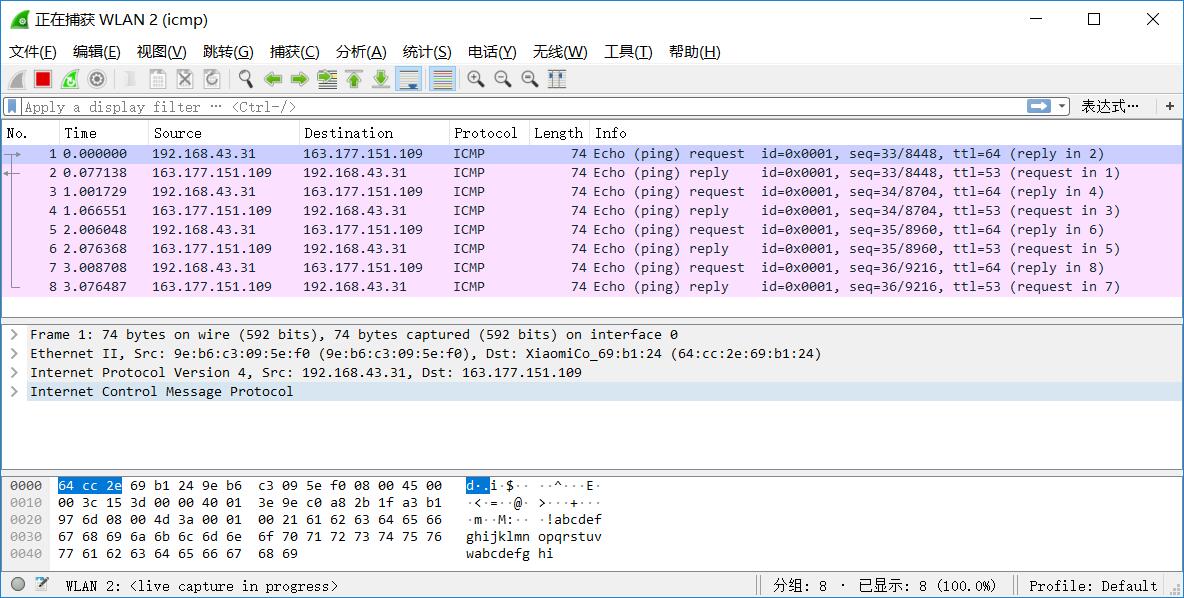 正在捕获 WLAN 2 (icmp)
文件(F) 编辑(E) 视图(V) 跳转(G) 捕获(C) 分析(A) 统计(S) 电话(Y) 无线(W) 工具(T) 帮助(H)
Apply a display filter … <Ctrl-/> 表达式… +
No. Time Source Destination Protocol Length Info
1 0.000000 192.168.43.31 163.177.151.109 ICMP 74 Echo (ping) request id=0x0001, seq=33/8448, ttl=64 (reply in 2)
2 0.077138 163.177.151.109 192.168.43.31 ICMP 74 Echo (ping) reply id=0x0001, seq=33/8448, ttl=53 (request in 1)
3 1.001729 192.168.43.31 163.177.151.109 ICMP 74 Echo (ping) request id=0x0001, seq=34/8704, ttl=64 (reply in 4)
4 1.066551 163.177.151.109 192.168.43.31 ICMP 74 Echo (ping) reply id=0x0001, seq=34/8704, ttl=53 (request in 3)
5 2.006048 192.168.43.31 163.177.151.109 ICMP 74 Echo (ping) request id=0x0001, seq=35/8960, ttl=64 (reply in 6)
6 2.076368 163.177.151.109 192.168.43.31 ICMP 74 Echo (ping) reply id=0x0001, seq=35/8960, ttl=53 (request in 5)
7 3.008708 192.168.43.31 163.177.151.109 ICMP 74 Echo (ping) request id=0x0001, seq=36/9216, ttl=64 (reply in 8)
8 3.076487 163.177.151.109 192.168.43.31 ICMP 74 Echo (ping) reply id=0x0001, seq=36/9216, ttl=53 (request in 7)
Frame 1: 74 bytes on wire (592 bits), 74 bytes captured (592 bits) on interface 0
Ethernet II, Src: 9e:b6:c3:09:5e:f0 (9e:b6:c3:09:5e:f0), Dst: XiaomiCo_69:b1:24 (64:cc:2e:69:b1:24)
Internet Protocol Version 4, Src: 192.168.43.31, Dst: 163.177.151.109
Internet Control Message Protocol
0000 64 cc 2e 69 b1 24 9e b6 c3 09 5e f0 08 00 45 00 d·.i·$·· ··^···E·
0010 00 3c 15 3d 00 00 40 01 3e 9e c0 a8 2b 1f a3 b1 ·<·=··@· >···+···
0020 97 6d 08 00 4d 3a 00 01 00 21 61 62 63 64 65 66 ·m··M:·· ·!abcdef
0030 67 68 69 6a 6b 6c 6d 6e 6f 70 71 72 73 74 75 76 ghijklmn opqrstuv
0040 77 61 62 63 64 65 66 67 68 69 wabcdefg hi
WLAN 2: <live capture in progress> 分组: 8 · 已显示: 8 (100.0%) Profile: Default